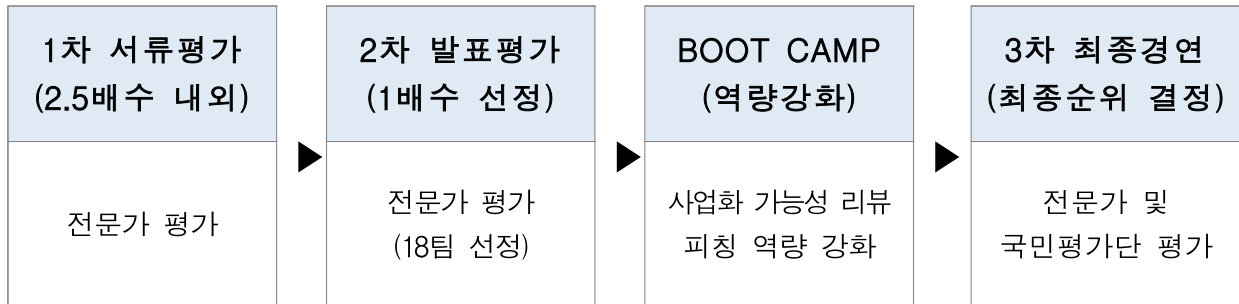 1차 서류평가
(2.5배수 내외)
전문가 평가
2차 발표평가
(1배수 선정)
전문가 평가
(18팀 선정)
BOOT CAMP
(역량강화)
사업화 가능성 리뷰
피칭 역량 강화
3차 최종경연
(최종순위 결정)
전문가 및
국민평가단 평가